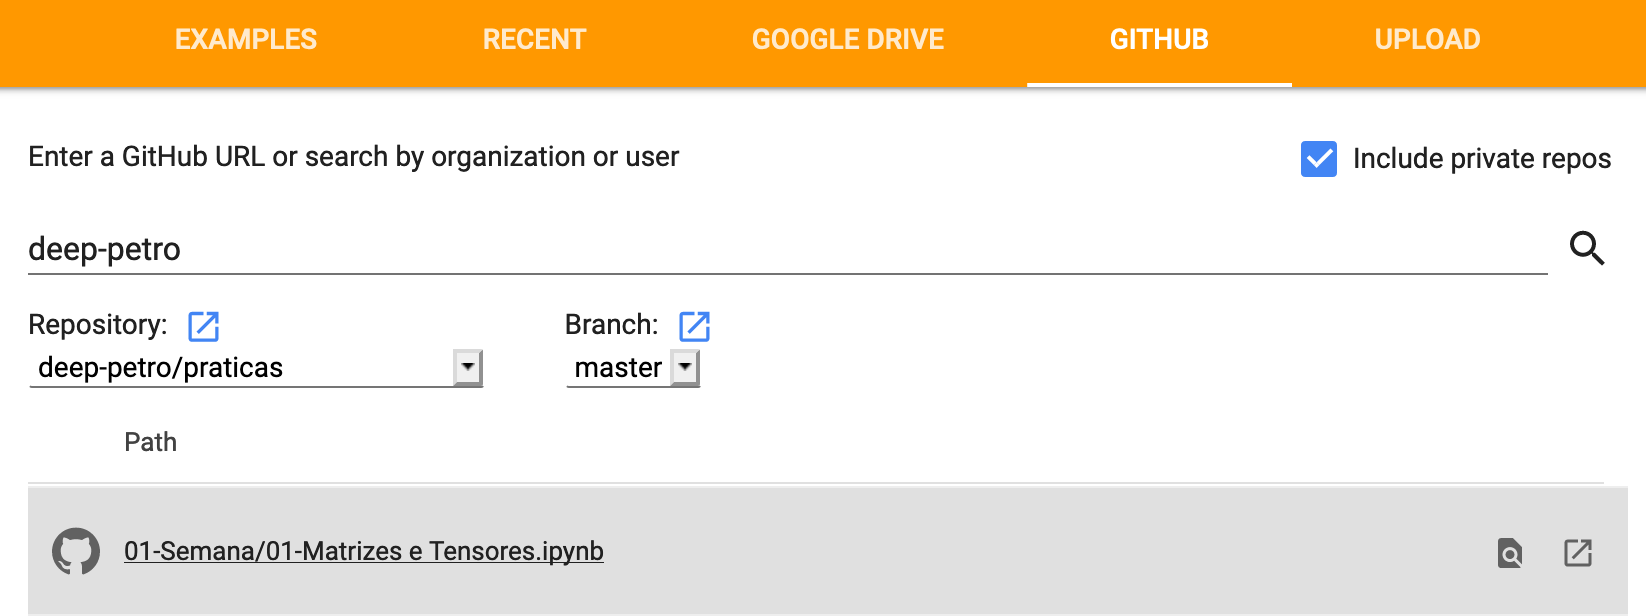 EXAMPLES RECENT GOOGLE DRIVE GITHUB UPLOAD
Enter a GitHub URL or search by organization or user
Include private repos
deep-petro
Repository: Branch:
deep-petro/praticas master
Path
01-Semana/01-Matrizes e Tensores.ipynb